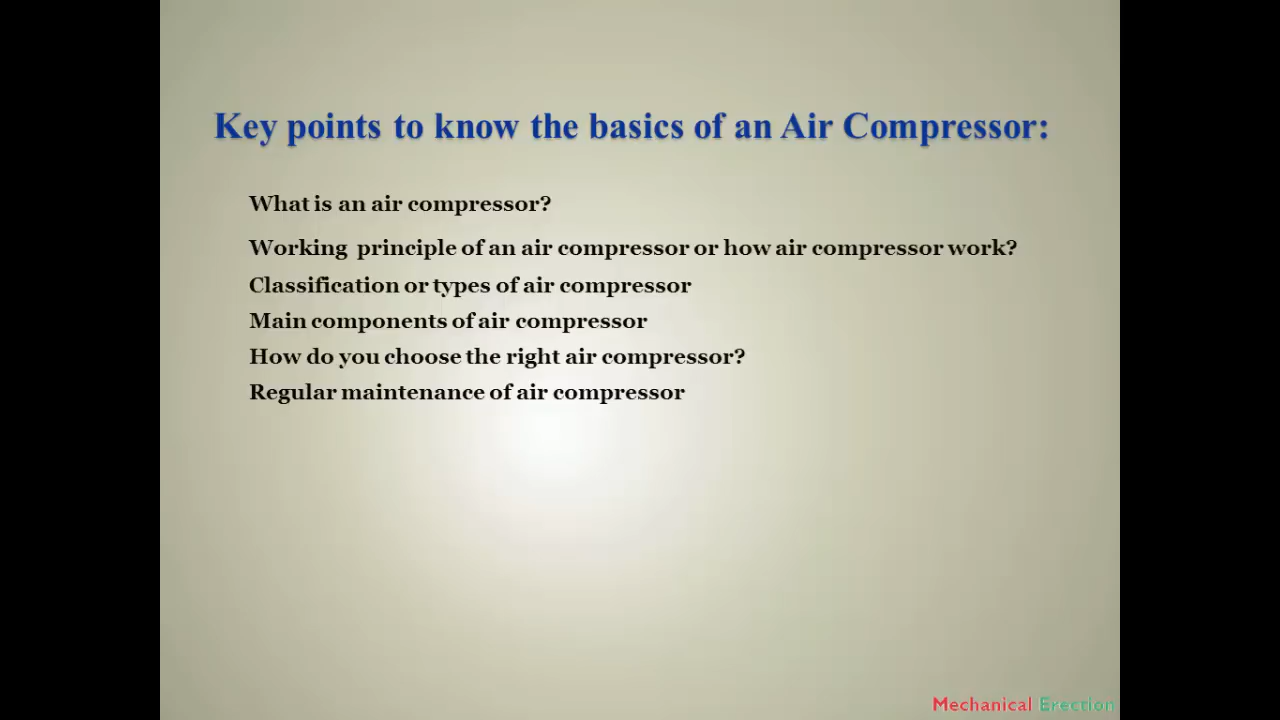 Key points to know the basics of an Air Compressor:
What is an air compressor?
Working principle of an air compressor or how air compressor work?
Classification or types of air compressor
Main components of air compressor
How do you choose the right air compressor?
Regular maintenance of air compressor
Mechanical Erection